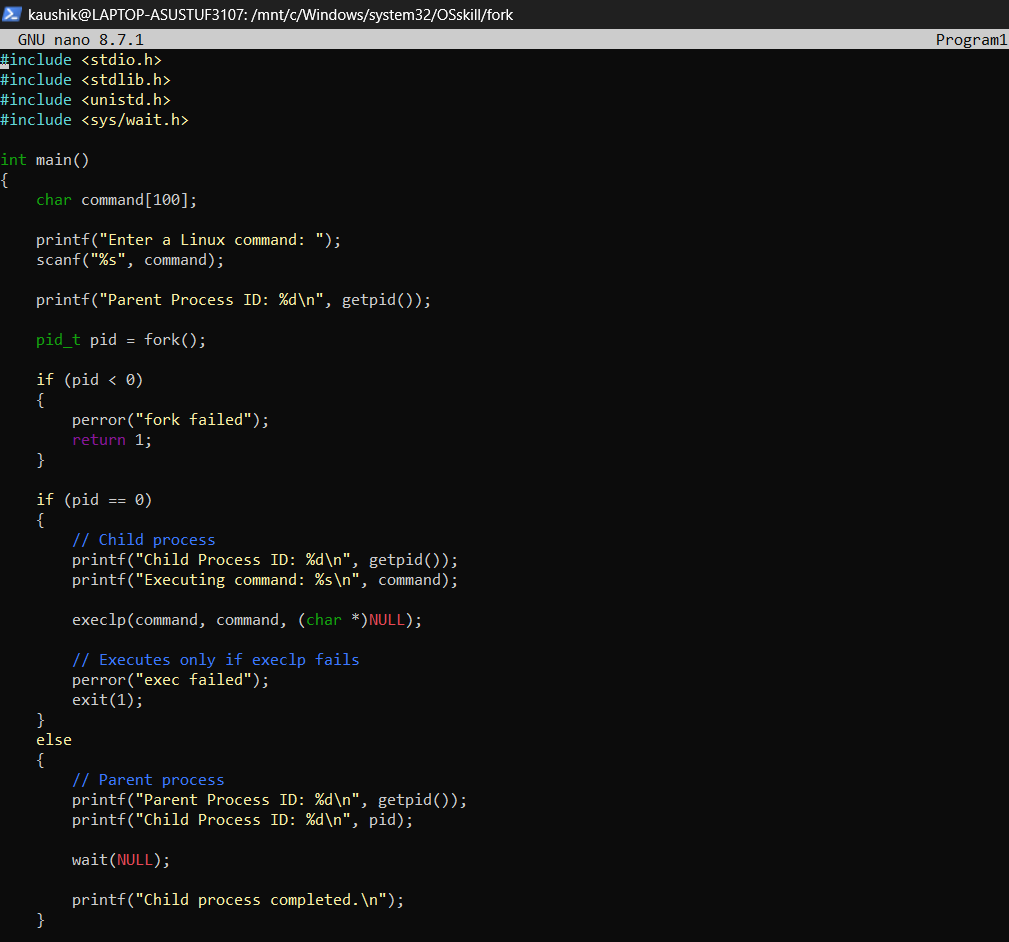 kaushik@LAPTOP-ASUSTUF3107: /mnt/c/Windows/system32/OSskill/fork
GNU nano 8.7.1 Program1
#include <stdio.h>
#include <stdlib.h>
#include <unistd.h>
#include <sys/wait.h>

int main()
{
    char command[100];

    printf("Enter a Linux command: ");
    scanf("%s", command);

    printf("Parent Process ID: %d\n", getpid());

    pid_t pid = fork();

    if (pid < 0)
    {
        perror("fork failed");
        return 1;
    }

    if (pid == 0)
    {
        // Child process
        printf("Child Process ID: %d\n", getpid());
        printf("Executing command: %s\n", command);

        execlp(command, command, (char *)NULL);

        // Executes only if execlp fails
        perror("exec failed");
        exit(1);
    }
    else
    {
        // Parent process
        printf("Parent Process ID: %d\n", getpid());
        printf("Child Process ID: %d\n", pid);

        wait(NULL);

        printf("Child process completed.\n");
    }